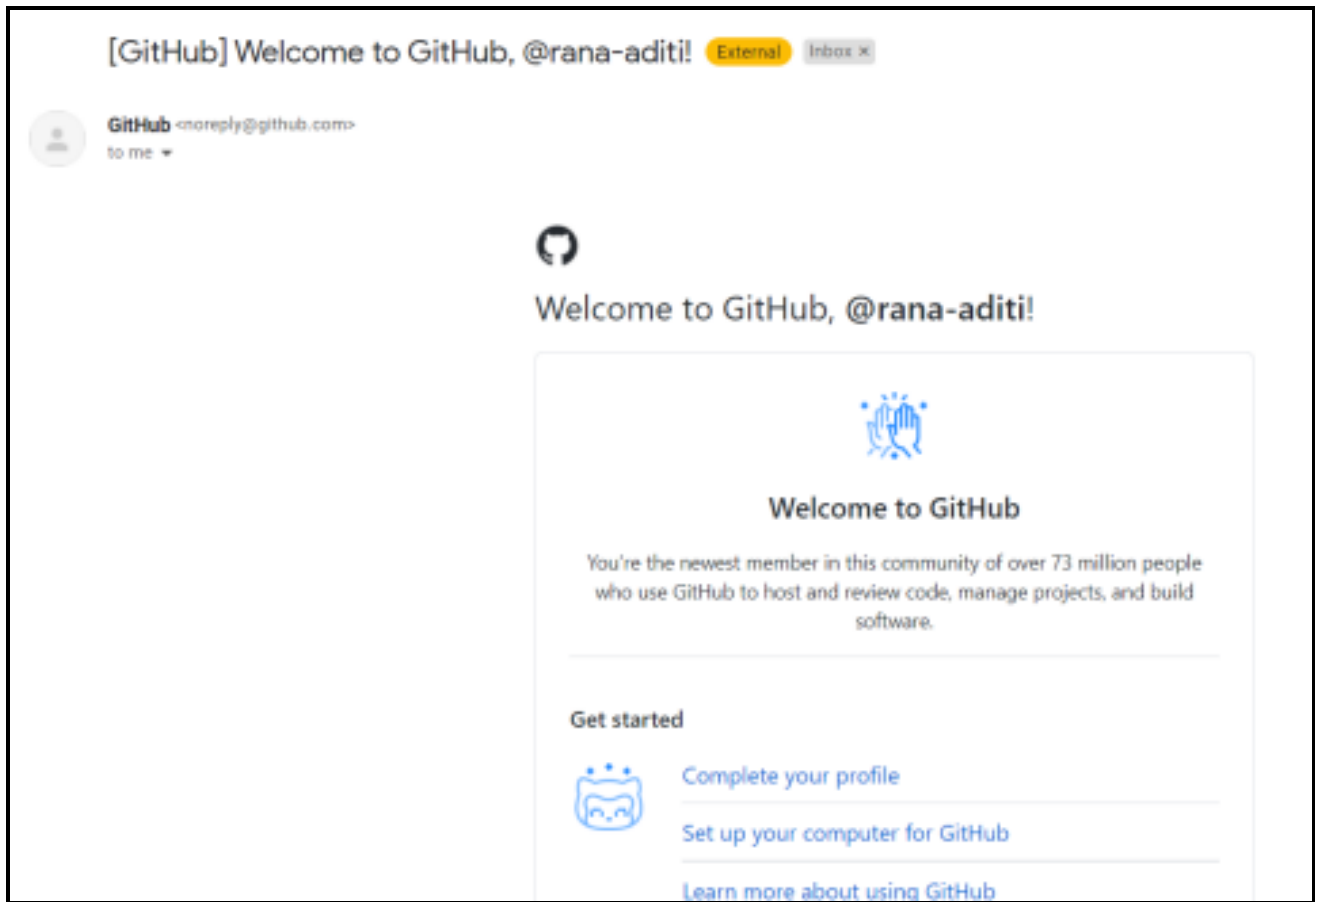 [GitHub] Welcome to GitHub, @rana-aditi! External Inbox ×
GitHub <noreply@github.com>
to me
Welcome to GitHub, @rana-aditi!
Welcome to GitHub
You're the newest member in this community of over 73 million people
who use GitHub to host and review code, manage projects, and build
software.
Get started
Complete your profile
Set up your computer for GitHub
Learn more about using GitHub